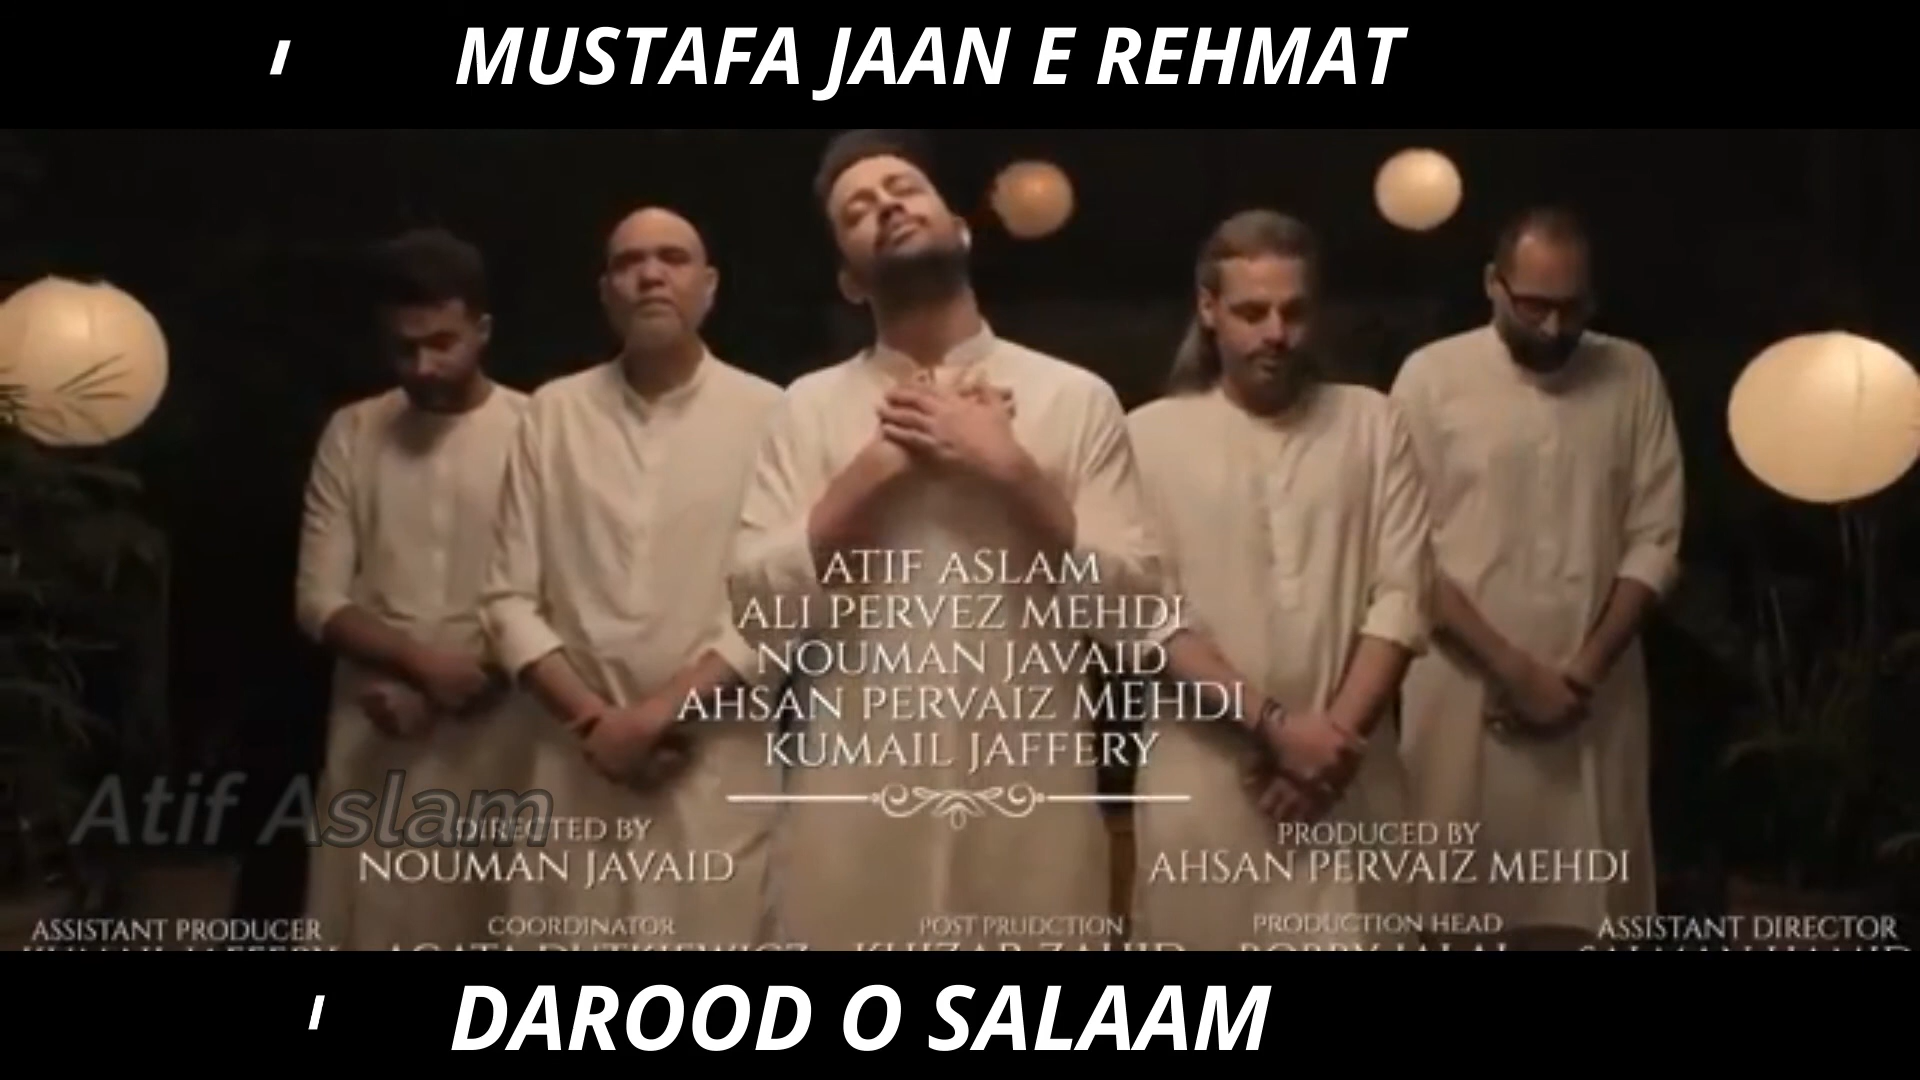 MUSTAFA JAAN E REHMAT
ATIF ASLAM
ALI PERVEZ MEHDI
NOUMAN JAVAID
AHSAN PERVAIZ MEHDI
KUMAIL JAFFERY
Atif Aslam
DIRECTED BY
NOUMAN JAVAID
PRODUCED BY
AHSAN PERVAIZ MEHDI
ASSISTANT PRODUCER
COORDINATOR
POST PRUDCTION
PRODUCTION HEAD
ASSISTANT DIRECTOR
DAROOD O SALAAM